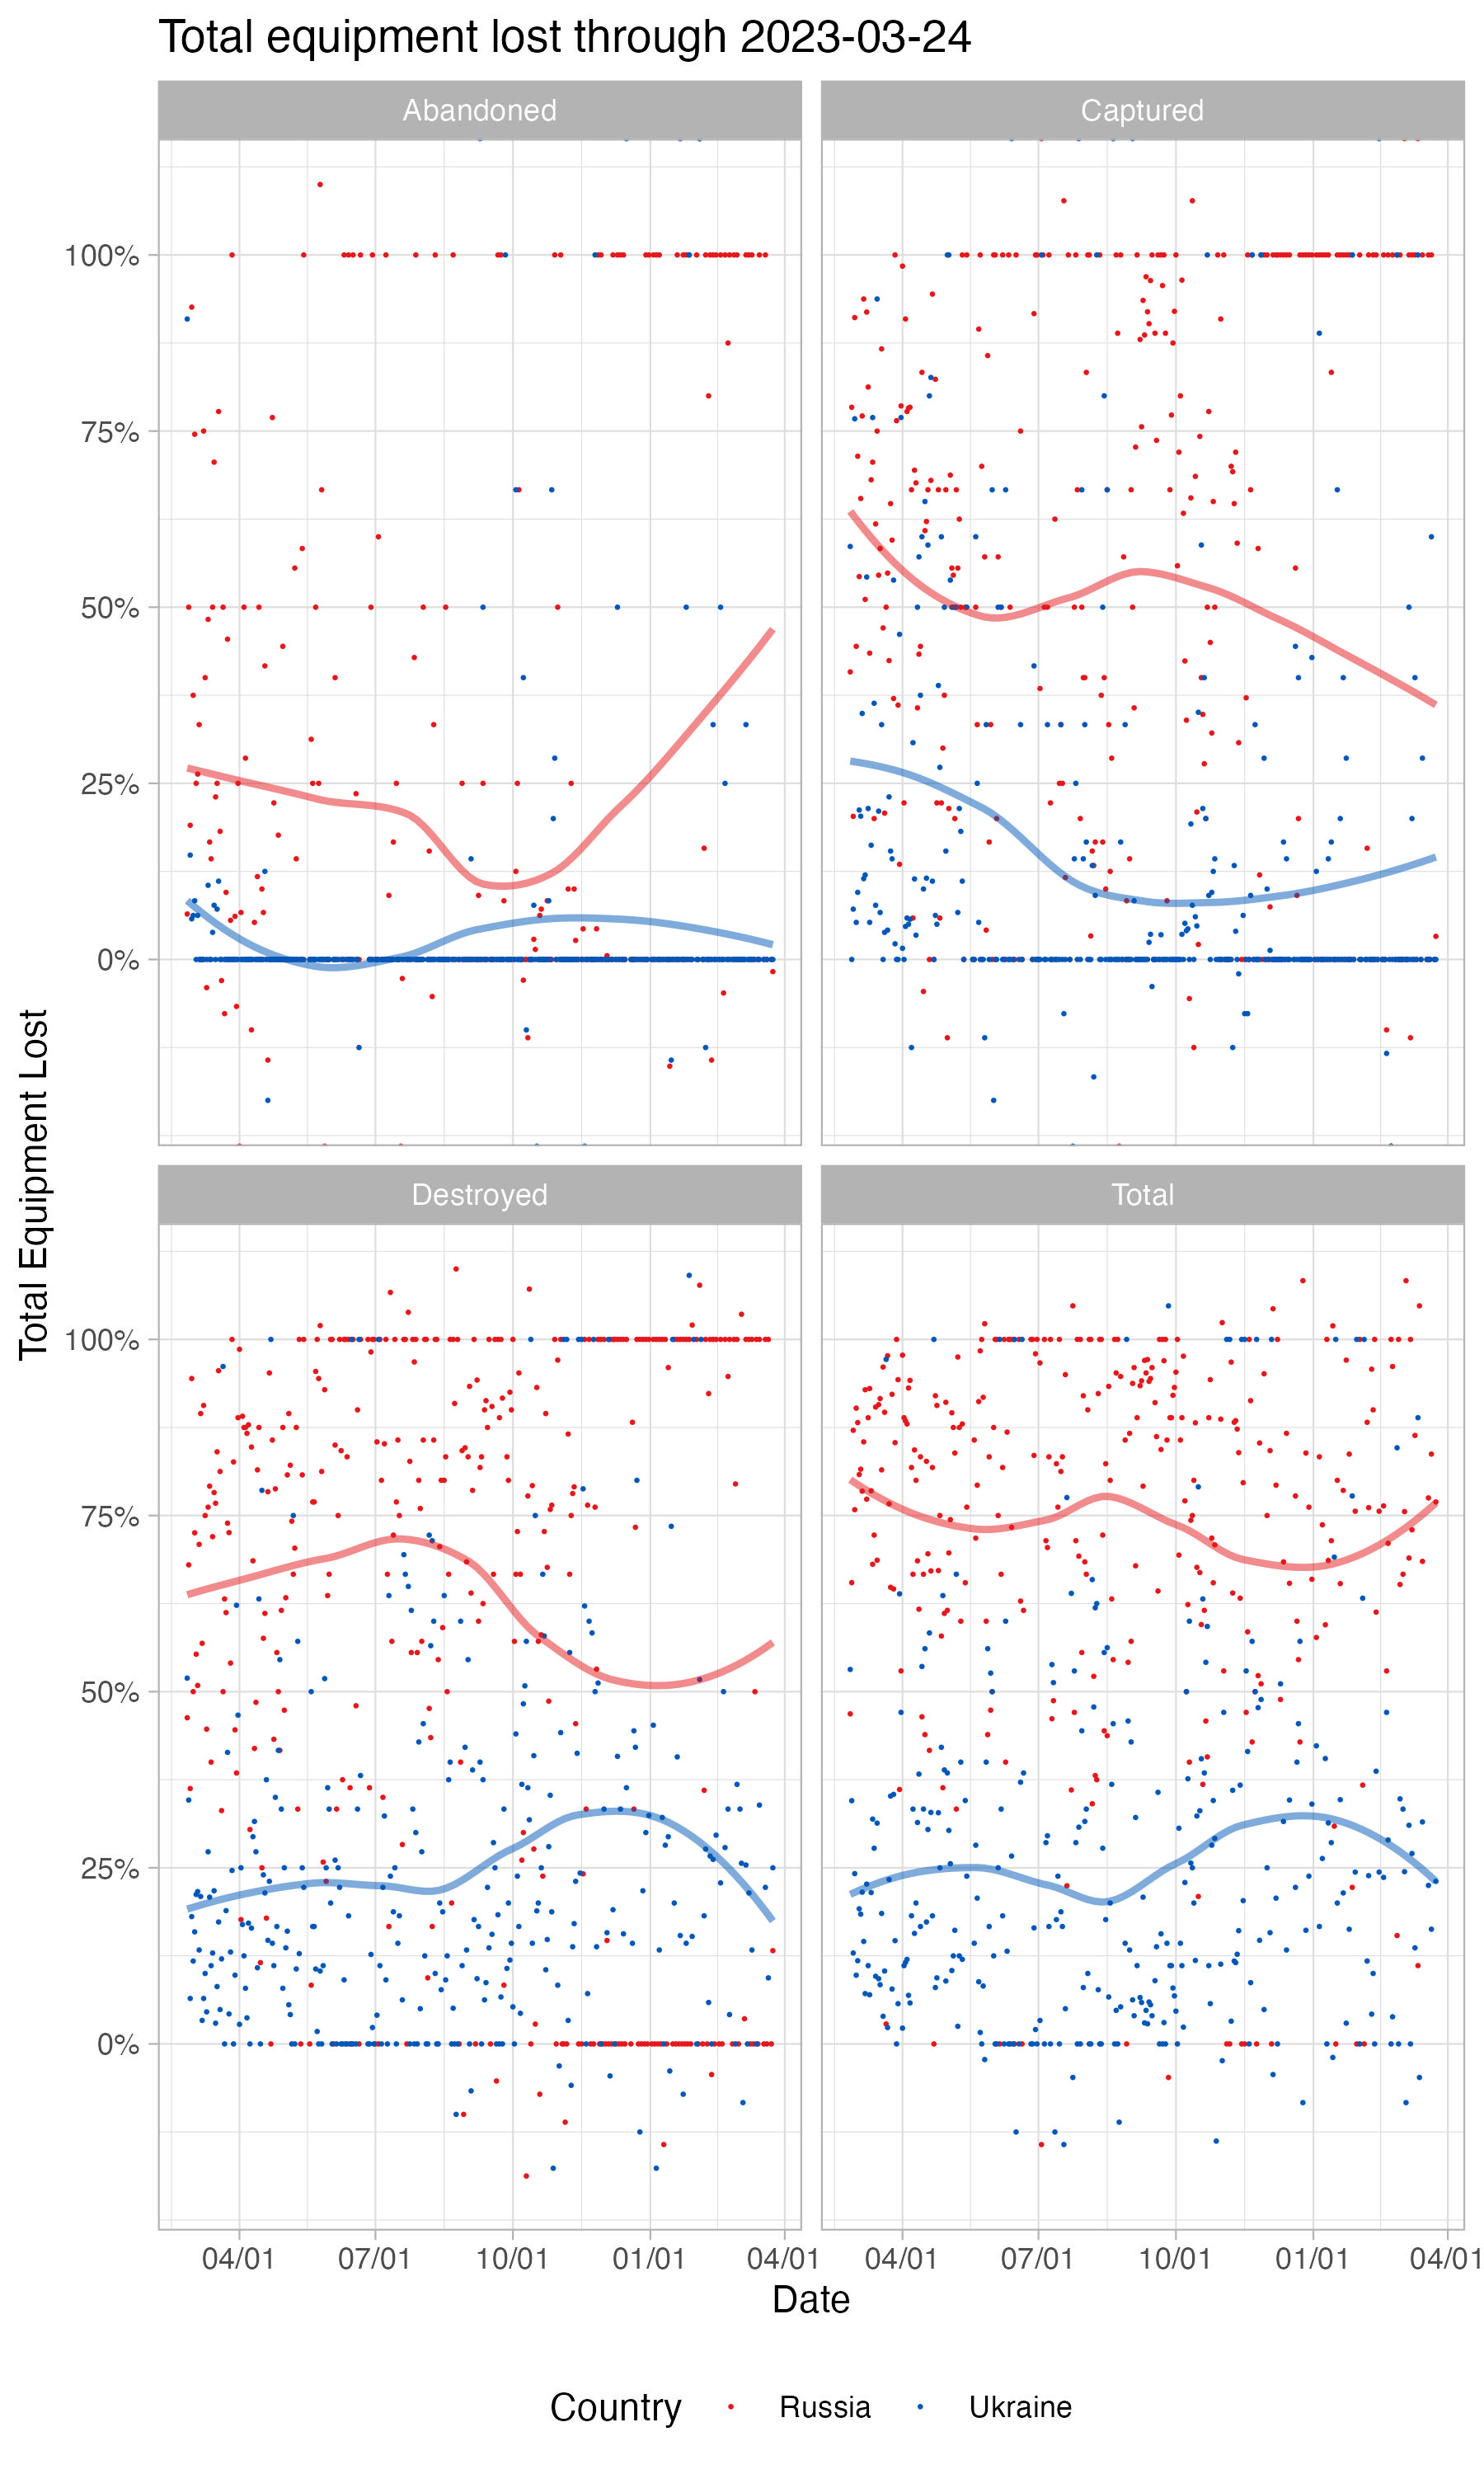 Total equipment lost through 2023-03-24
Abandoned
Captured
100%
75%
50%
25%
0%
Total Equipment Lost
Destroyed
Total
100%
75%
50%
25%
0%
04/01 07/01 10/01 01/01 04/01 04/01 07/01 10/01 01/01 04/01
Date
Country Russia Ukraine